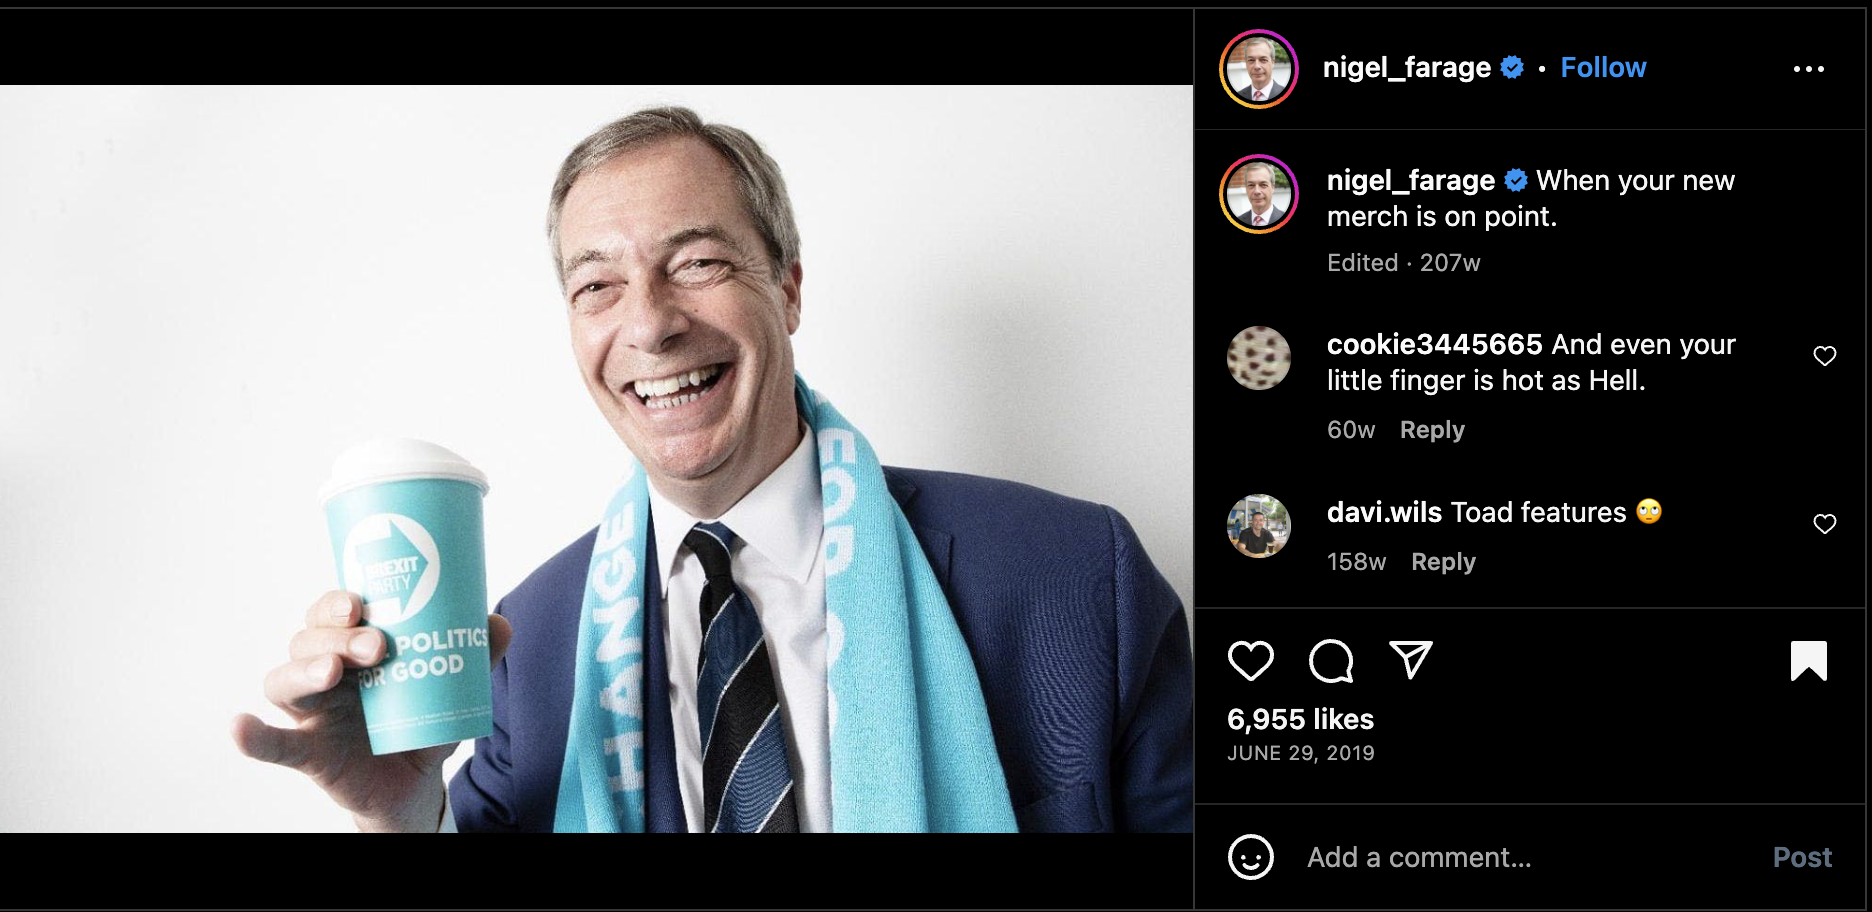 BREXIT
PARTY
POLITICS
FOR GOOD
HANGE
FOR
nigel_farage • Follow
nigel_farage When your new
merch is on point.
Edited · 207w
cookie3445665 And even your
little finger is hot as Hell.
60w Reply
davi.wils Toad features 🙄
158w Reply
6,955 likes
JUNE 29, 2019
Add a comment...
Post